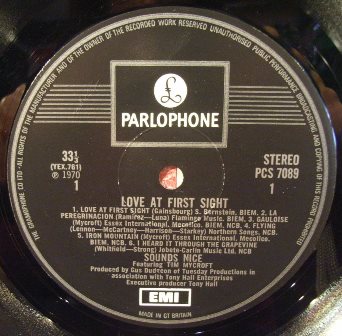 THE GRAMOPHONE CO LTD · ALL RIGHTS OF THE MANUFACTURER AND OF THE OWNER OF THE RECORDED WORK RESERVED UNAUTHORISED PUBLIC PERFORMANCE BROADCASTING AND COPYING OF THIS RECORD PROHIBITED
£
PARLOPHONE
33⅓
(YEX.781)
℗ 1970
1
STEREO
PCS 7089
1
LOVE AT FIRST SIGHT
1. LOVE AT FIRST SIGHT (Gainsbourg) S. Bernstein, BIEM. 2. LA
PEREGRINACION (Ramirez—Luna) Flamingo Music, BIEM. 3. GAULOISE
(Mycroft) Essex International, Mecolico, BIEM, NCB. 4. FLYING
(Lennon—McCartney—Harrison—Starkey) Northern Songs, NCB.
5. IRON MOUNTAIN (Mycroft) Essex International, Mecolico,
BIEM, NCB. 6. I HEARD IT THROUGH THE GRAPEVINE
(Whitfield—Strong) Jobete-Carlin Music Ltd. NCB
SOUNDS NICE
Featuring TIM MYCROFT
Produced by Gus Dudgeon of Tuesday Productions in
association with Tony Hall Enterprises
Executive producer Tony Hall
EMI
MADE IN GT BRITAIN